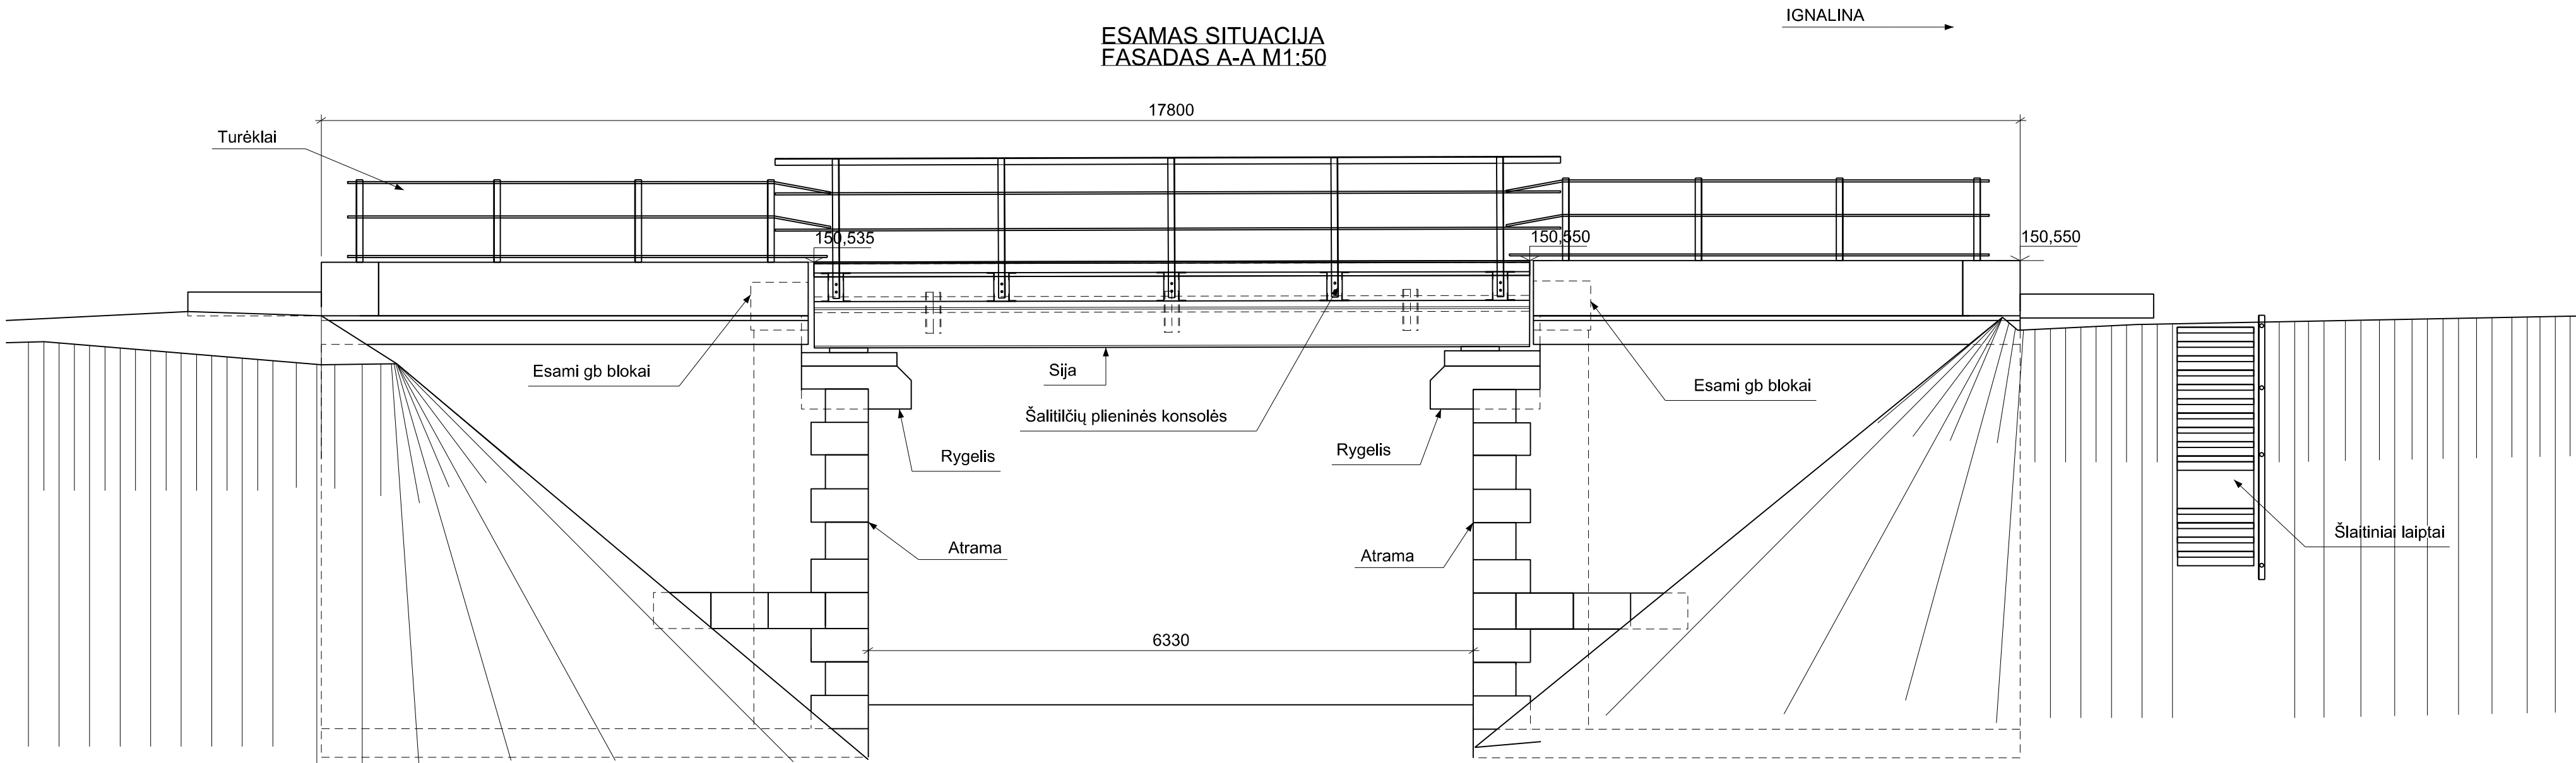 IGNALINA
ESAMAS SITUACIJA
FASADAS A-A M1:50
17800
Turėklai
150,535
150,550
150,550
Esami gb blokai
Sija
Esami gb blokai
Šalitilčių plieninės konsolės
Rygelis
Rygelis
Atrama
Atrama
Šlaitiniai laiptai
6330